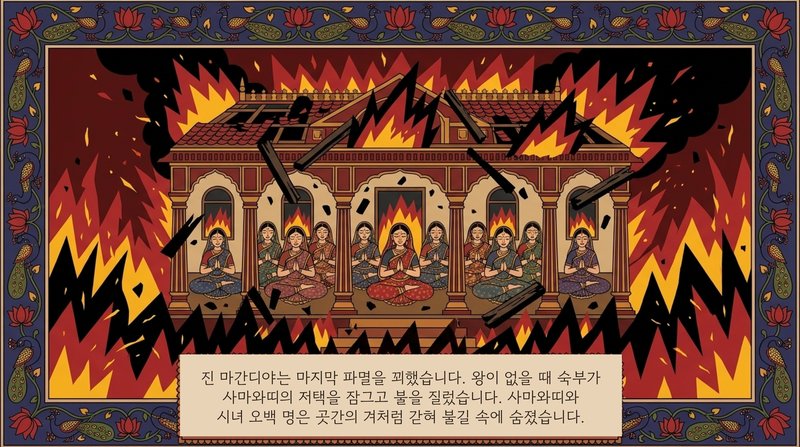 진 마간디야는 마지막 파멸을 꾀했습니다. 왕이 없을 때 숙부가
사마와띠의 저택을 잠그고 불을 질렀습니다. 사마와띠와
시녀 오백 명은 곳간의 겨처럼 갇혀 불길 속에 숨졌습니다.